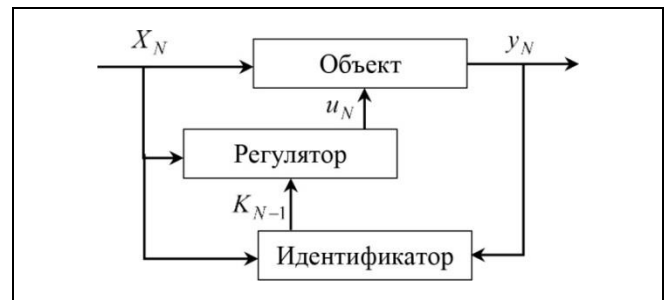 X_N
y_N
Объект
u_N
Регулятор
K_{N-1}
Идентификатор